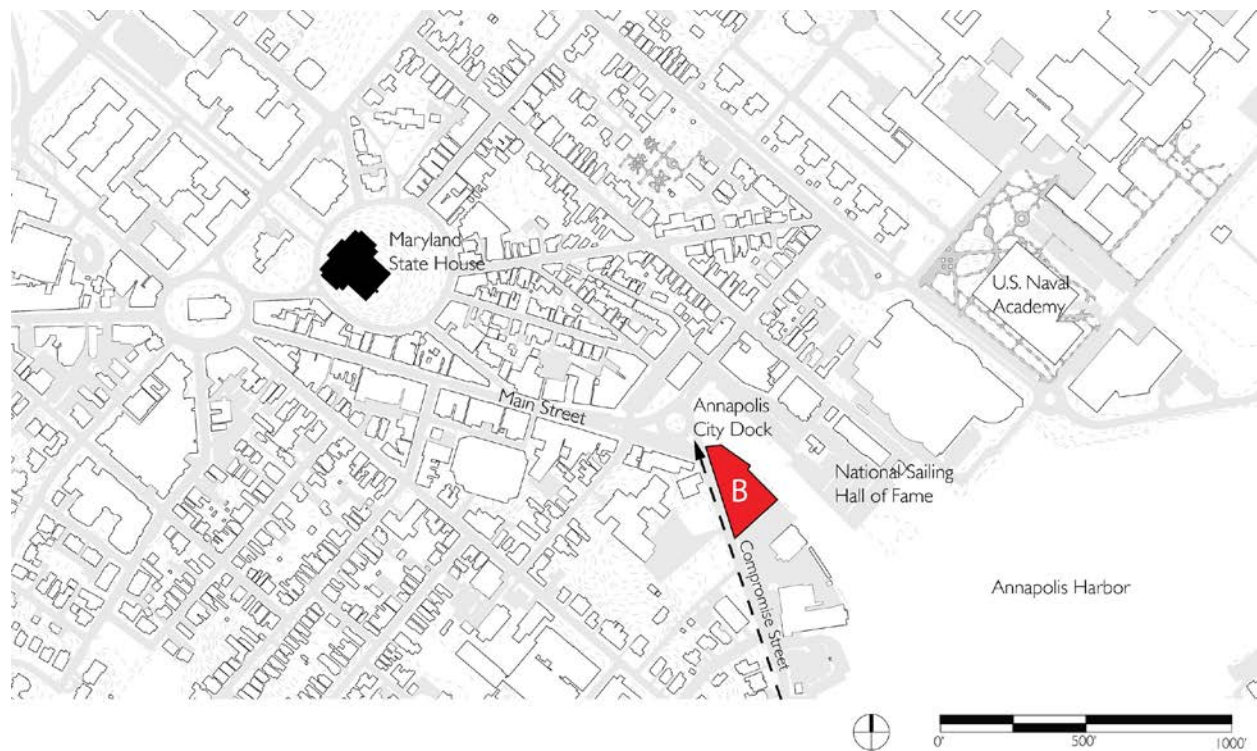 Maryland
State House
U.S. Naval
Academy
Main Street
Annapolis
City Dock
B
National Sailing
Hall of Fame
Compromise Street
Annapolis Harbor
0'
500'
1000'